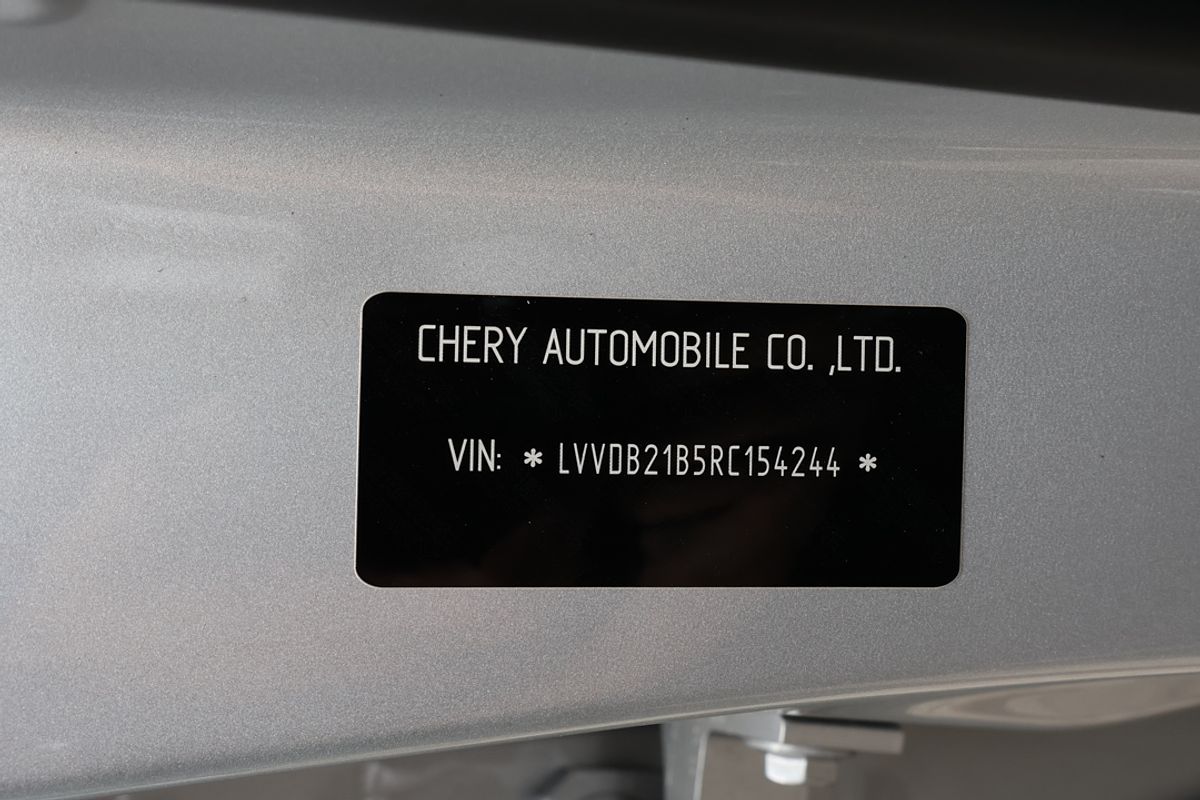 CHERY AUTOMOBILE CO. ,LTD.
VIN: * LVVDB21B5RC154244 *